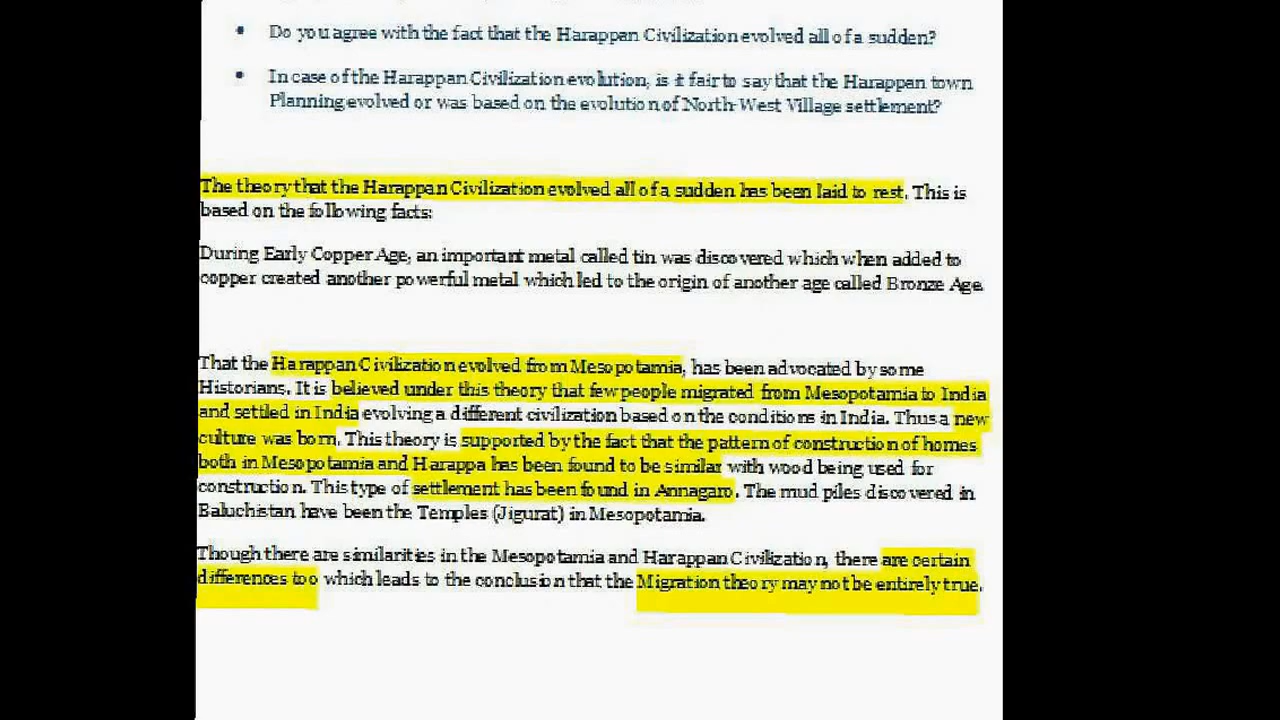 Do you agree with the fact that the Harappan Civilization evolved all of a sudden?
In case of the Harappan Civilization evolution, is it fair to say that the Harappan town
Planning evolved or was based on the evolution of North-West Village settlement?
The theory that the Harappan Civilization evolved all of a sudden has been laid to rest. This is
based on the following facts:
During Early Copper Age, an important metal called tin was discovered which when added to
copper created another powerful metal which led to the origin of another age called Bronze Age.
That the Harappan Civilization evolved from Mesopotamia, has been advocated by some
Historians. It is believed under this theory that few people migrated from Mesopotamia to India
and settled in India evolving a different civilization based on the conditions in India. Thus a new
culture was born. This theory is supported by the fact that the pattern of construction of homes
both in Mesopotamia and Harappa has been found to be similar with wood being used for
construction. This type of settlement has been found in Annagaro. The mud piles discovered in
Baluchistan have been the Temples (Jigurat) in Mesopotamia.
Though there are similarities in the Mesopotamia and Harappan Civilization, there are certain
differences too which leads to the conclusion that the Migration theory may not be entirely true.